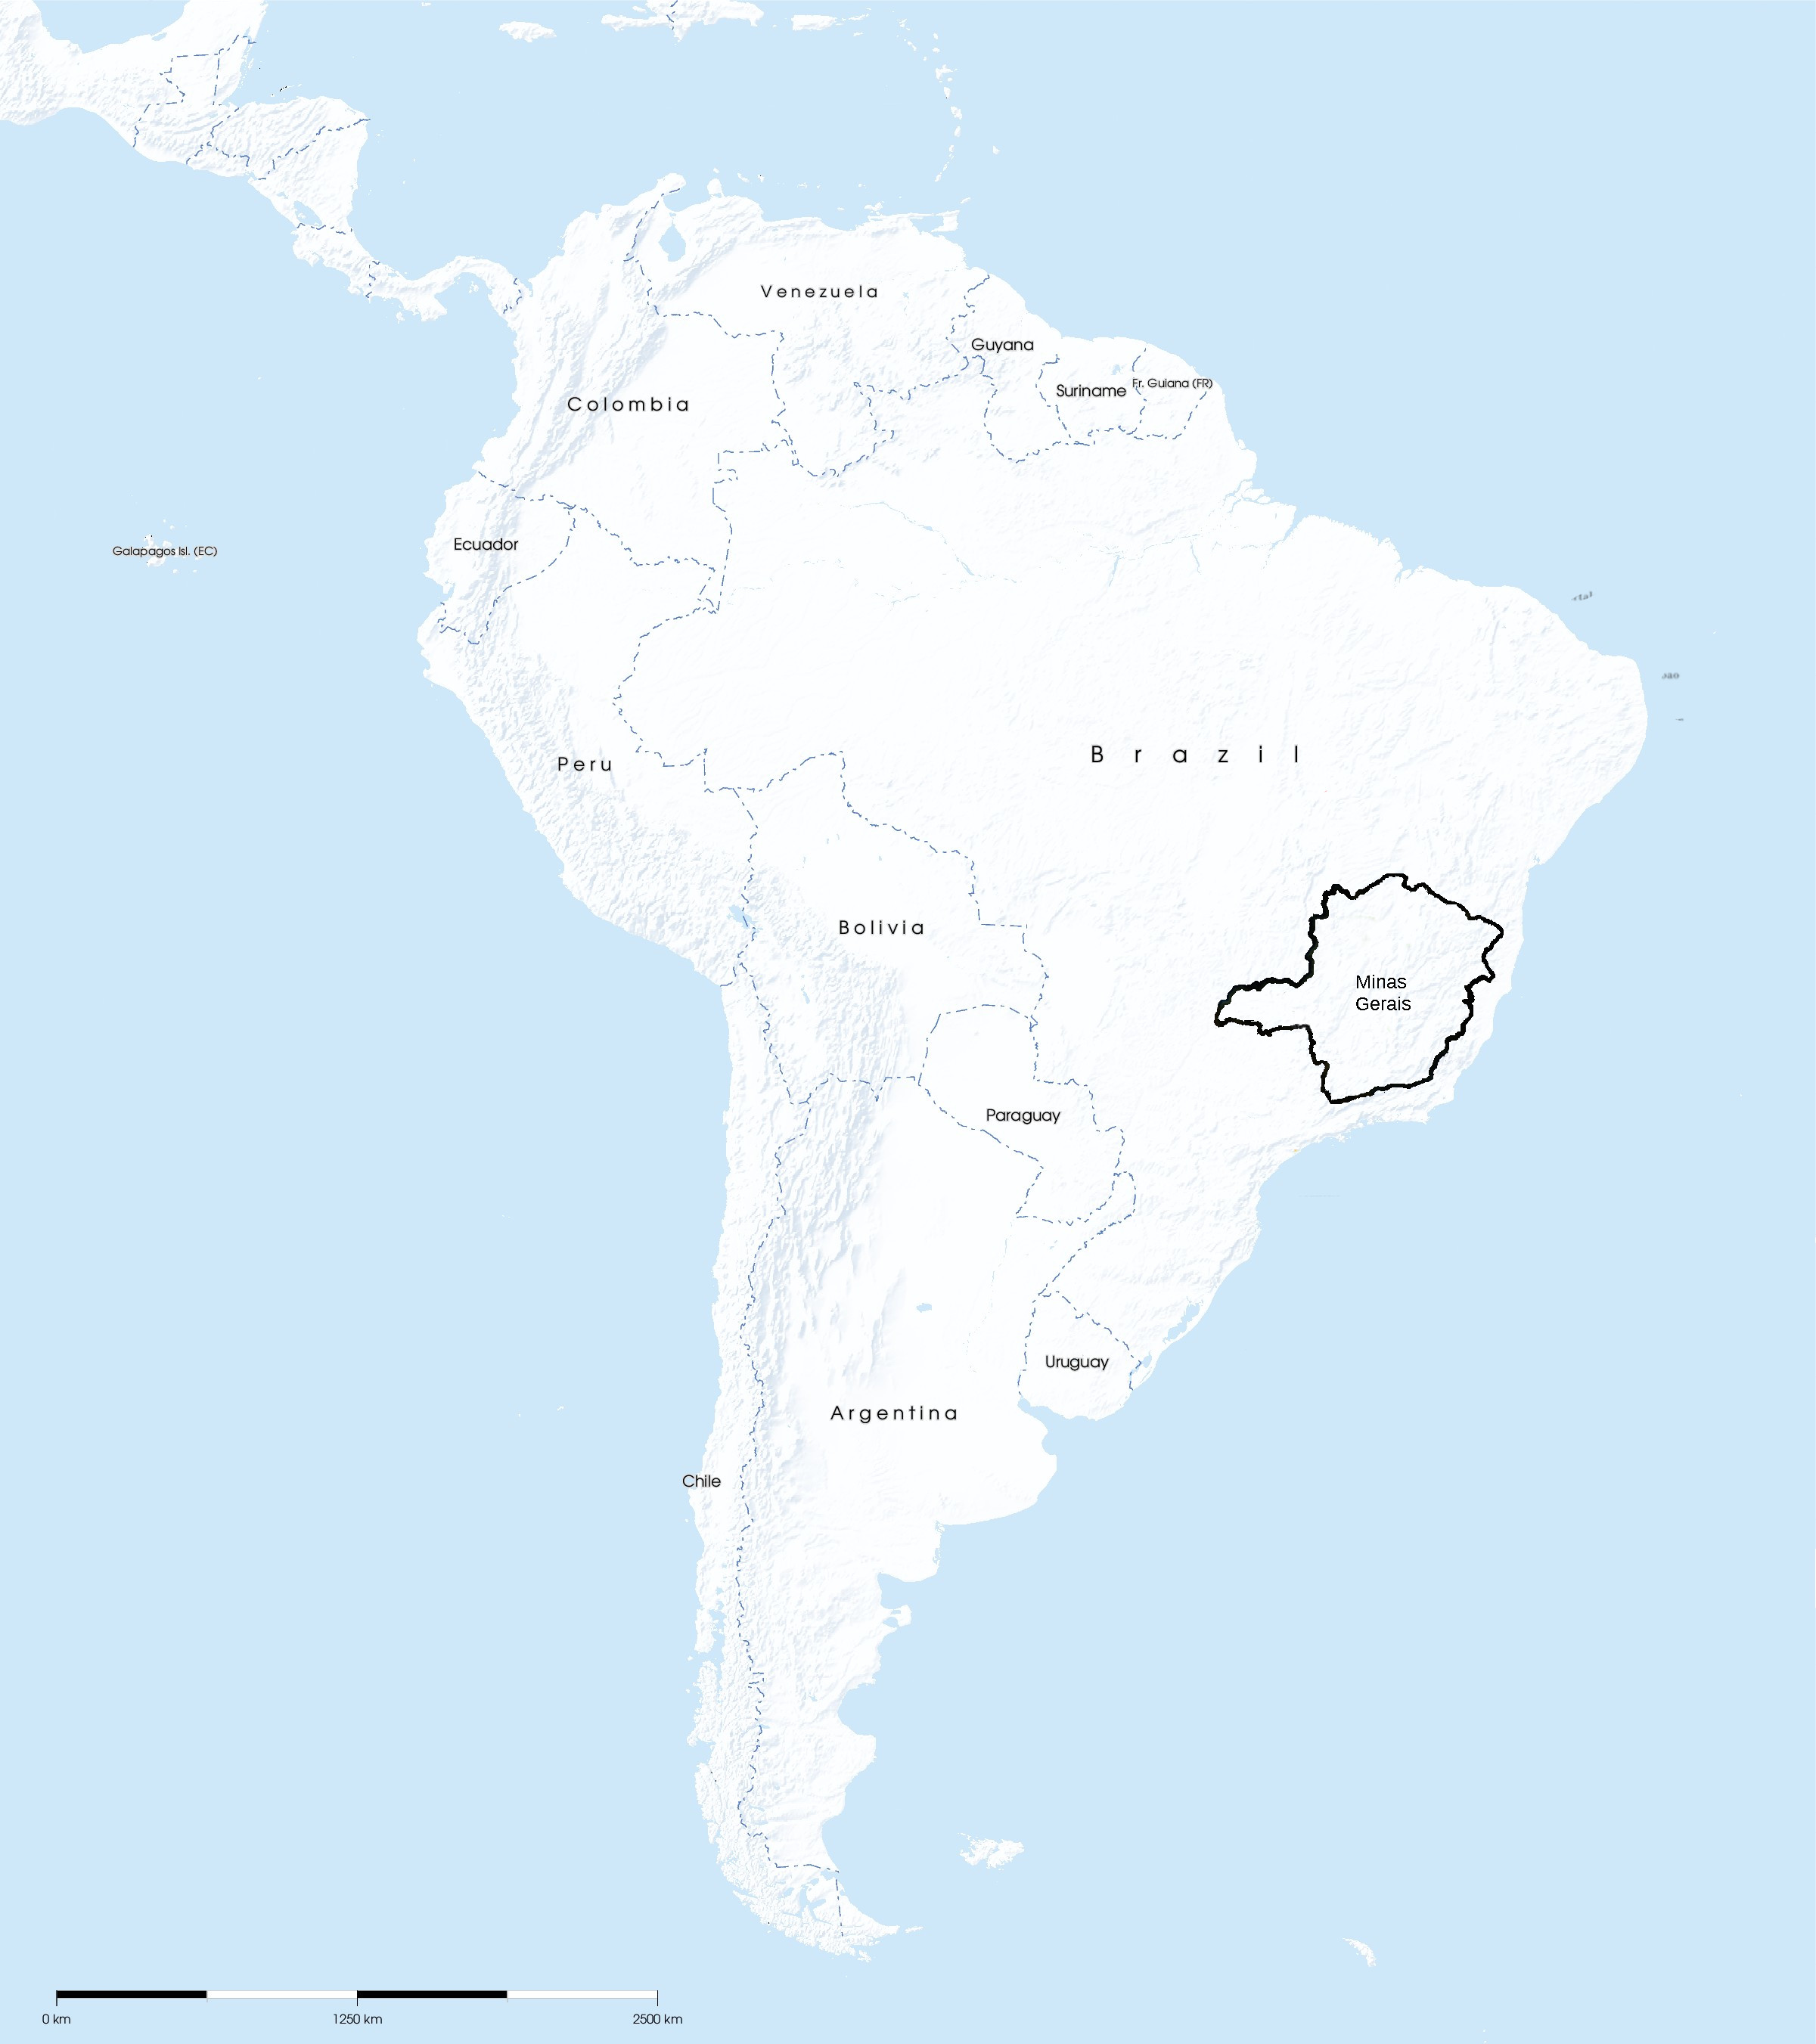 Venezuela
Guyana
Suriname
Fr. Guiana (FR)
Colombia
Ecuador
Galapagos Isl. (EC)
Brazil
Peru
Bolivia
Minas
Gerais
Paraguay
Uruguay
Argentina
Chile
0 km
1250 km
2500 km